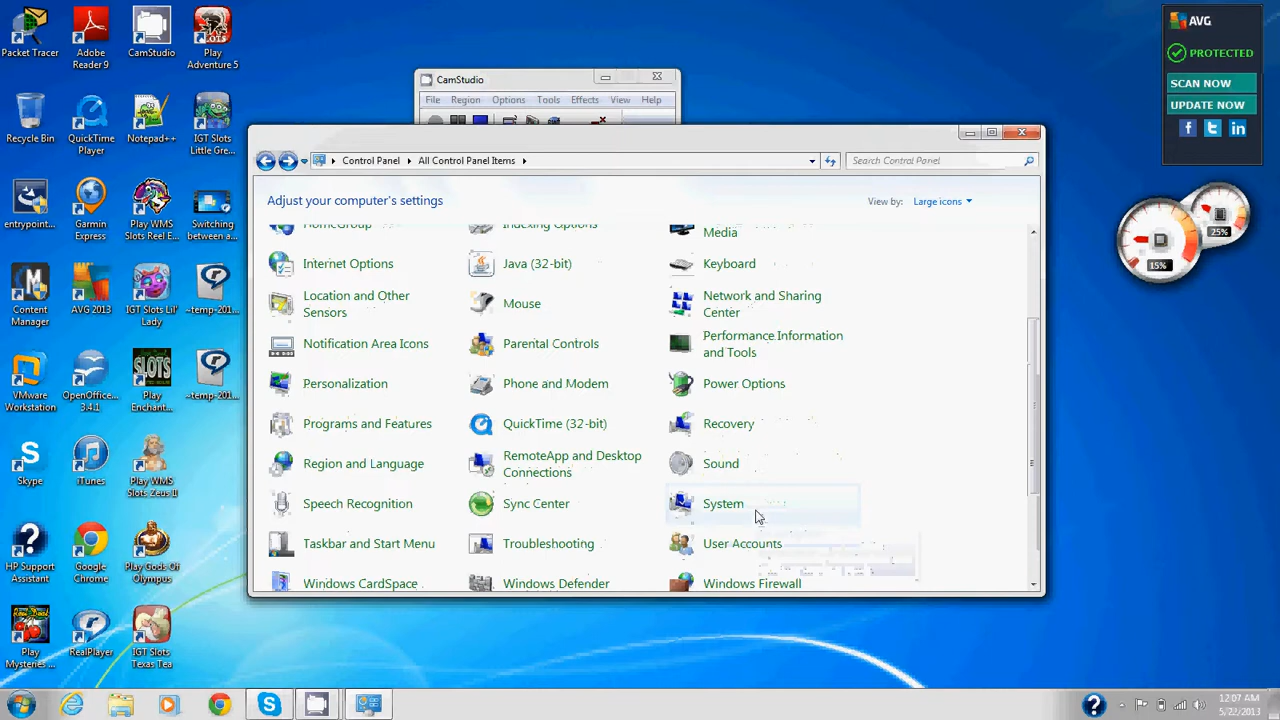 Packet Tracer
Adobe Reader 9
CamStudio
Play Adventure 5
Recycle Bin
QuickTime Player
Notepad++
IGT Slots Little Gre...
entrypoint...
Garmin Express
Play WMS Slots Reel E...
Switching between a...
Content Manager
AVG 2013
IGT Slots Lil' Lady
~temp-201...
VMware Workstation
OpenOffice... 3.4.1
Play Enchant...
~temp-201...
Skype
iTunes
Play WMS Slots Zeus II
HP Support Assistant
Google Chrome
Play Gods Of Olympus
Play Mysteries ...
RealPlayer
IGT Slots Texas Tea
CamStudio
File Region Options Tools Effects View Help
Control Panel All Control Panel Items
Search Control Panel
Adjust your computer's settings
View by: Large icons
HomeGroup
Indexing Options
Media
Internet Options
Java (32-bit)
Keyboard
Location and Other Sensors
Mouse
Network and Sharing Center
Notification Area Icons
Parental Controls
Performance Information and Tools
Personalization
Phone and Modem
Power Options
Programs and Features
QuickTime (32-bit)
Recovery
Region and Language
RemoteApp and Desktop Connections
Sound
Speech Recognition
Sync Center
System
Taskbar and Start Menu
Troubleshooting
User Accounts
Windows CardSpace
Windows Defender
Windows Firewall
AVG
PROTECTED
SCAN NOW
UPDATE NOW
25%
15%
12:07 AM
5/22/2013